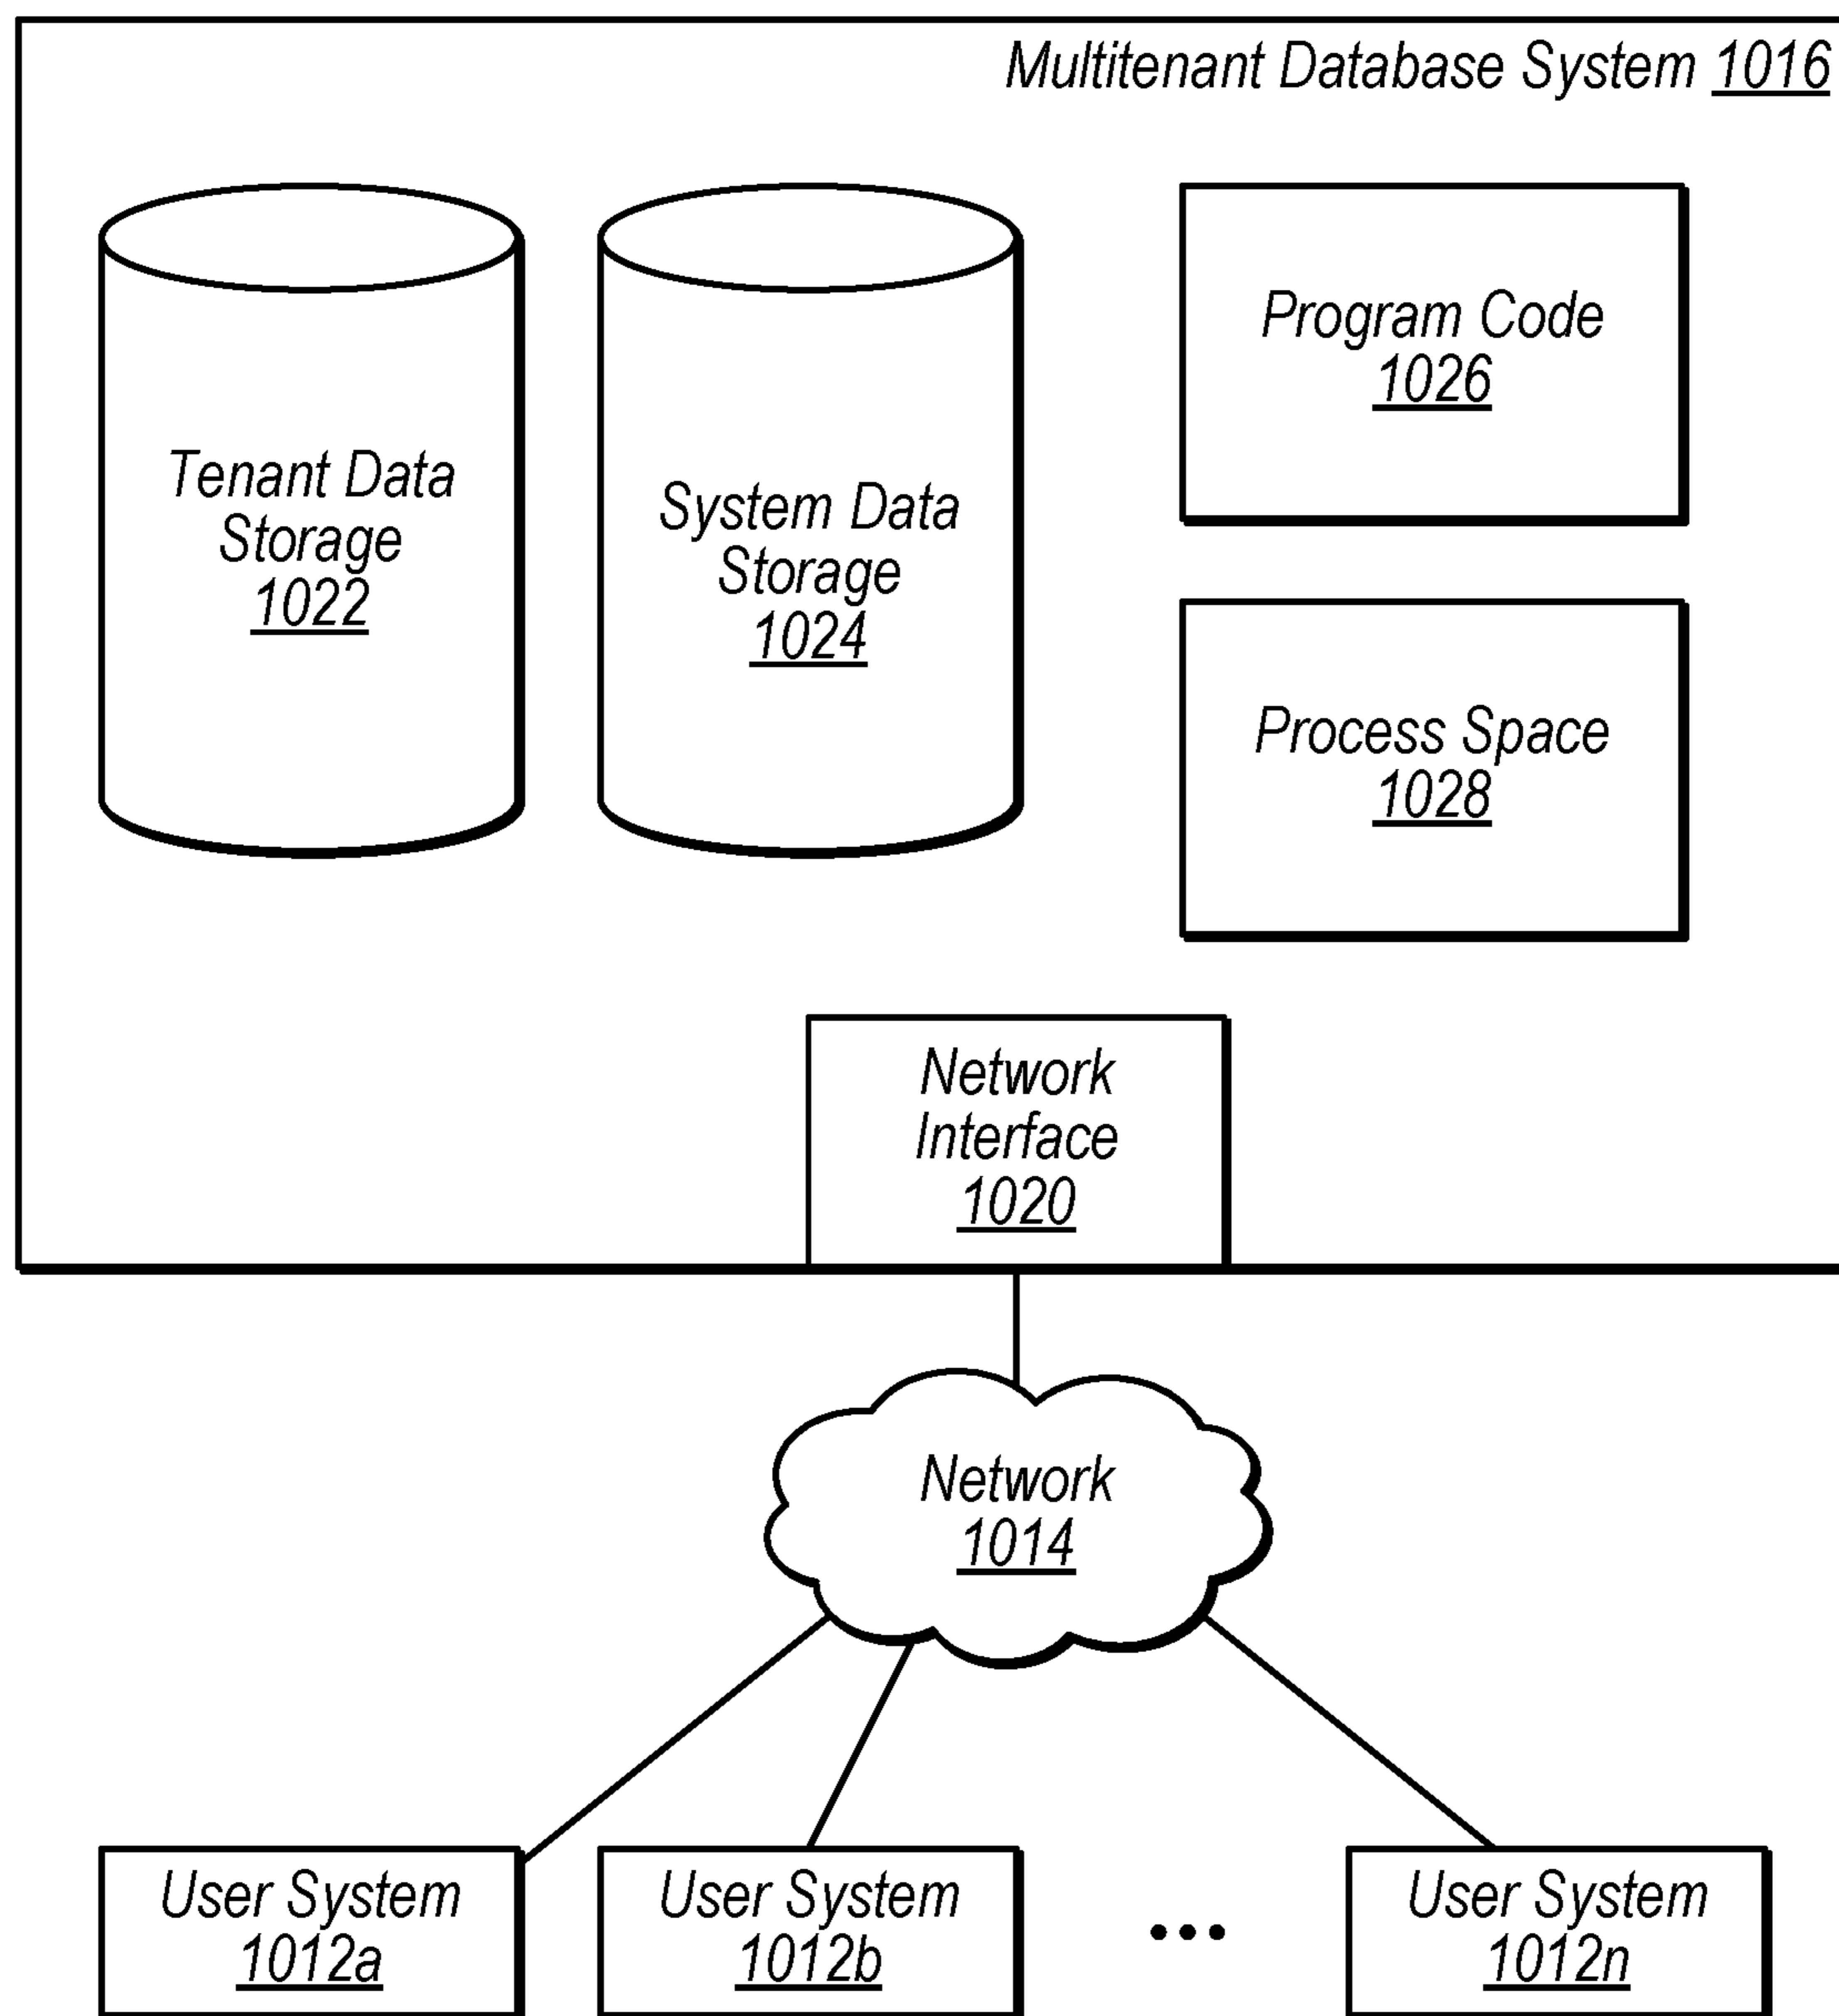 Multitenant Database System 1016
Tenant Data
Storage
1022
System Data
Storage
1024
Program Code
1026
Process Space
1028
Network
Interface
1020
Network
1014
User System
1012a
User System
1012b
...
User System
1012n